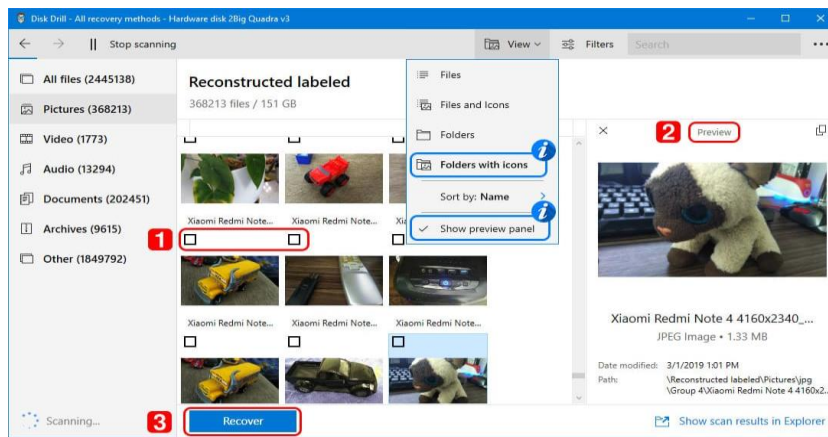 Disk Drill - All recovery methods - Hardware disk 2Big Quadra v3
Stop scanning
View
Filters
Search
All files (2445138)
Pictures (368213)
Video (1773)
Audio (13294)
Documents (202451)
Archives (9615)
Other (1849792)
Scanning...
Reconstructed labeled
368213 files / 151 GB
Files
Files and Icons
Folders
Folders with icons
i
Sort by: Name
i
Show preview panel
Xiaomi Redmi Note... Xiaomi Redmi Note... Xia
1
Xiaomi Redmi Note... Xiaomi Redmi Note... Xiaomi Redmi Note...
3
Recover
2
Preview
Xiaomi Redmi Note 4 4160x2340_...
JPEG Image • 1.33 MB
Date modified: 3/1/2019 1:01 PM
Path: \Reconstructed labeled\Pictures\jpg
\Group 4\Xiaomi Redmi Note 4 4160x2...
Show scan results in Explorer